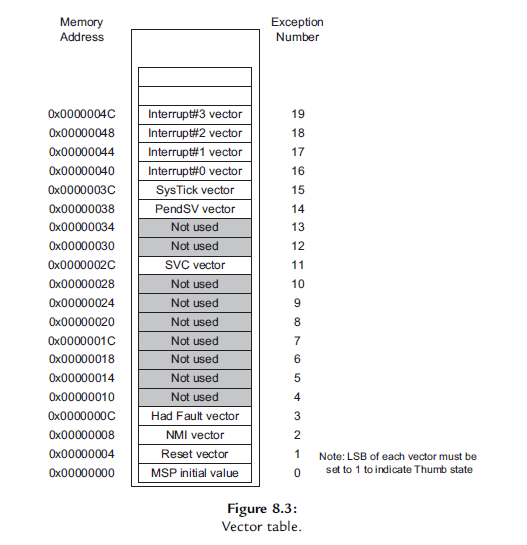 Memory Address
Exception Number
0x0000004C Interrupt#3 vector 19
0x00000048 Interrupt#2 vector 18
0x00000044 Interrupt#1 vector 17
0x00000040 Interrupt#0 vector 16
0x0000003C SysTick vector 15
0x00000038 PendSV vector 14
0x00000034 Not used 13
0x00000030 Not used 12
0x0000002C SVC vector 11
0x00000028 Not used 10
0x00000024 Not used 9
0x00000020 Not used 8
0x0000001C Not used 7
0x00000018 Not used 6
0x00000014 Not used 5
0x00000010 Not used 4
0x0000000C Had Fault vector 3
0x00000008 NMI vector 2
0x00000004 Reset vector 1
0x00000000 MSP initial value 0
Note: LSB of each vector must be
set to 1 to indicate Thumb state
Figure 8.3:
Vector table.